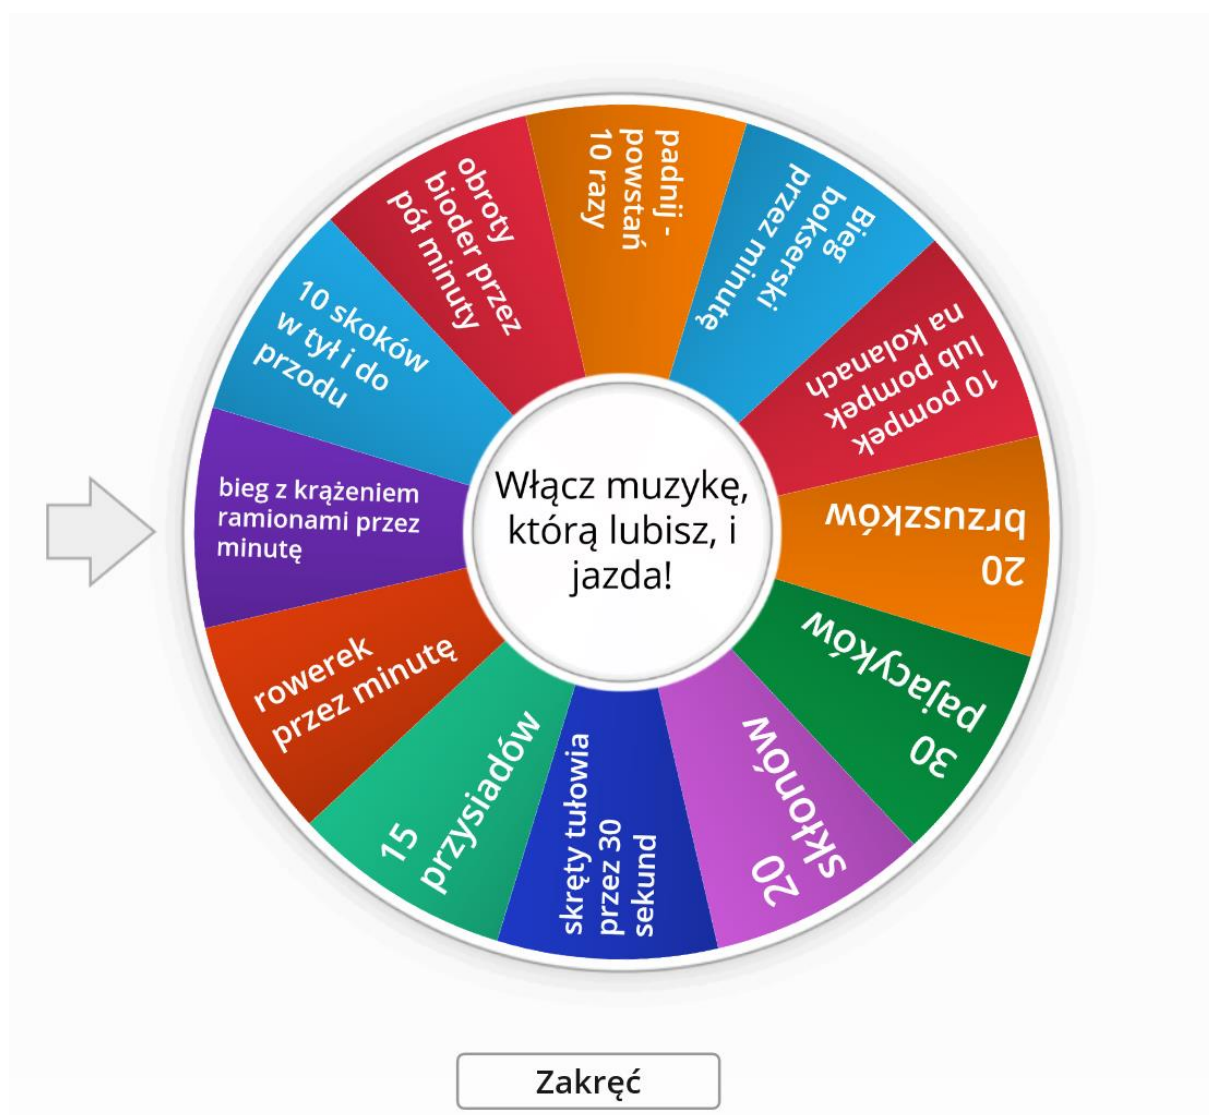 padnij -
powstań
10 razy
Bieg
bokserski
przez minutę
10 pompek
lub pompek
na kolanach
20
brzuszków
30
pajacyków
20
skłonów
skręty tułowia
przez 30
sekund
15
przysiadów
rowerek
przez minutę
bieg z krążeniem
ramionami przez
minutę
10 skoków
w tył i do
przodu
obroty
bioder przez
pół minuty
Włącz muzykę,
którą lubisz, i
jazda!
Zakręć